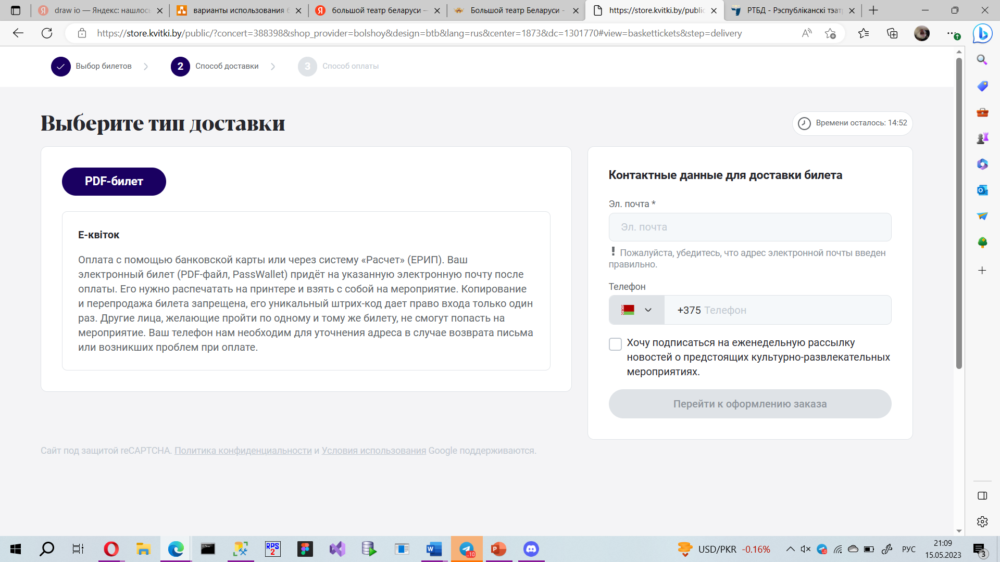 draw io — Яндекс: нашлось
варианты использования
большой театр беларуси —
Большой театр Беларуси -
https://store.kvitki.by/public
РТБД - Рэспубліканскі тэат
https://store.kvitki.by/public/?concert=388398&shop_provider=bolshoy&design=btb&lang=rus&center=1873&dc=1301770#view=baskettickets&step=delivery
Выбор билетов
2 Способ доставки
3 Способ оплаты
Выберите тип доставки
Времени осталось: 14:52
PDF-билет
Е-квіток
Оплата с помощью банковской карты или через систему «Расчет» (ЕРИП). Ваш
электронный билет (PDF-файл, PassWallet) придёт на указанную электронную почту после
оплаты. Его нужно распечатать на принтере и взять с собой на мероприятие. Копирование
и перепродажа билета запрещена, его уникальный штрих-код дает право входа только один
раз. Другие лица, желающие пройти по одному и тому же билету, не смогут попасть на
мероприятие. Ваш телефон нам необходим для уточнения адреса в случае возврата письма
или возникших проблем при оплате.
Контактные данные для доставки билета
Эл. почта *
Эл. почта
! Пожалуйста, убедитесь, что адрес электронной почты введен
правильно.
Телефон
+375 Телефон
Хочу подписаться на еженедельную рассылку
новостей о предстоящих культурно-развлекательных
мероприятиях.
Перейти к оформлению заказа
Сайт под защитой reCAPTCHA. Политика конфиденциальности и Условия использования Google поддерживаются.
RPS
2
USD/PKR -0.16%
РУС
21:09
15.05.2023
3